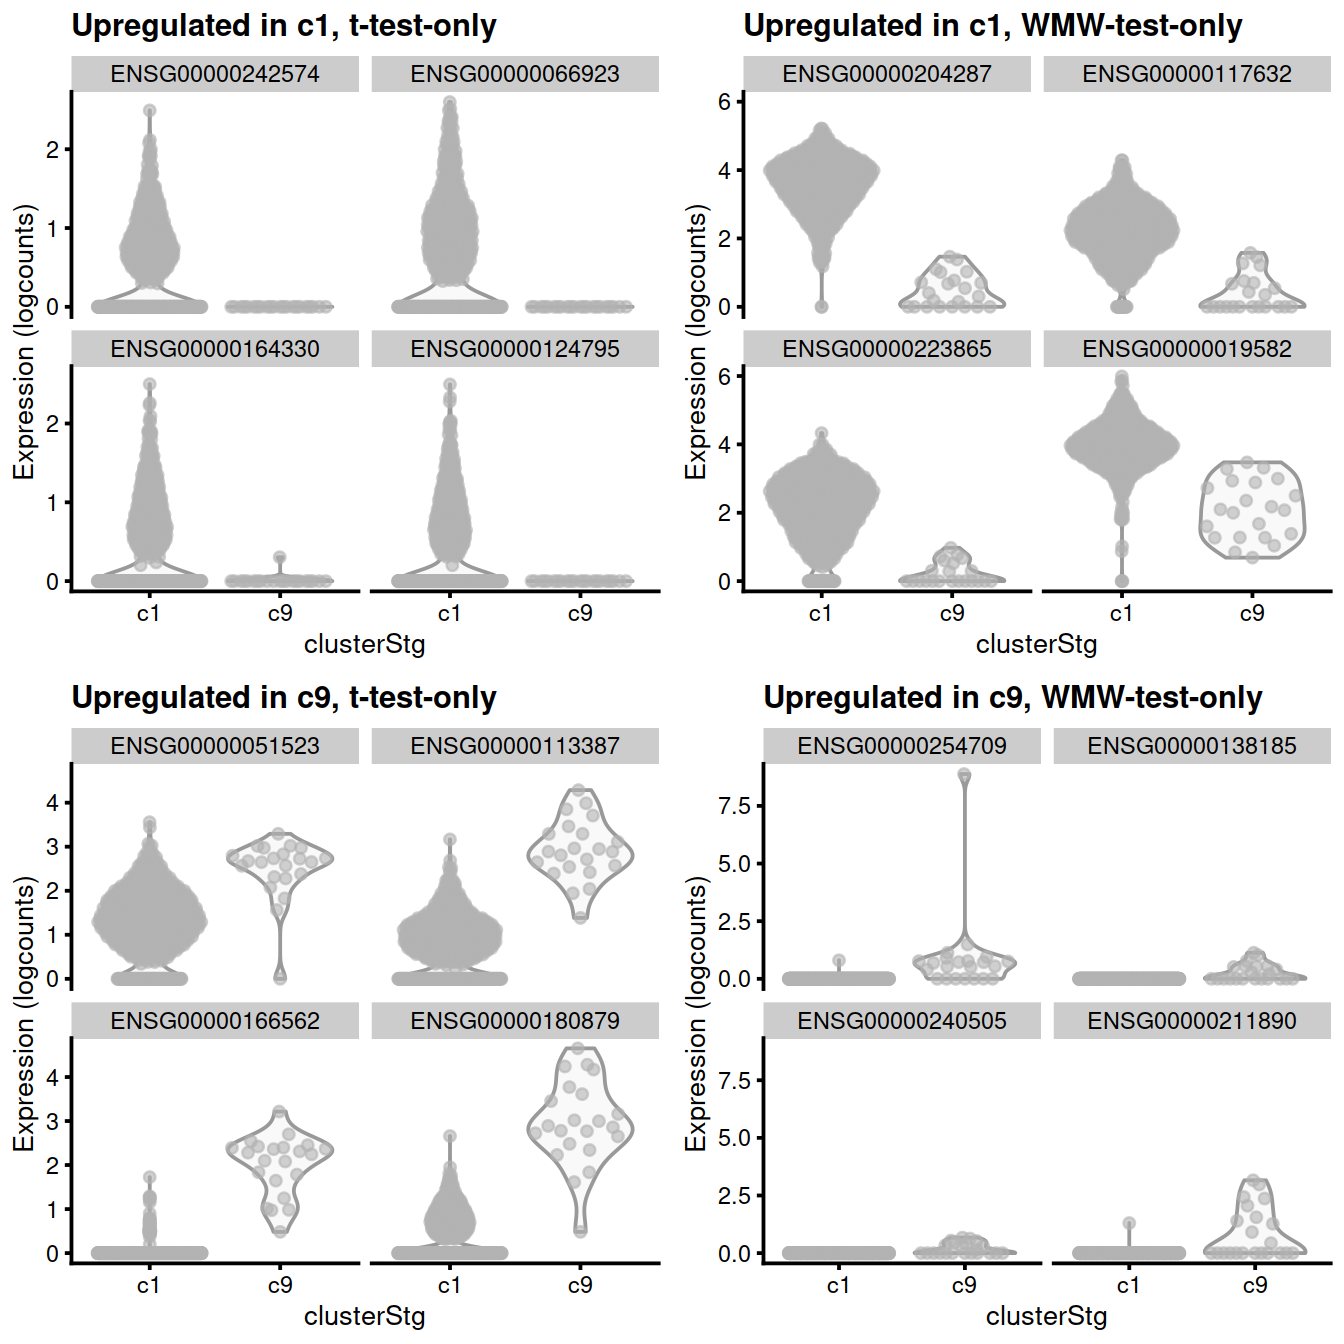 Upregulated in c1, t-test-only
ENSG00000242574 ENSG00000066923
2
1
0
ENSG00000164330 ENSG00000124795
2
1
0
Expression (logcounts)
c1 c9 c1 c9
clusterStg
Upregulated in c1, WMW-test-only
ENSG00000204287 ENSG00000117632
6
4
2
0
ENSG00000223865 ENSG00000019582
6
4
2
0
Expression (logcounts)
c1 c9 c1 c9
clusterStg
Upregulated in c9, t-test-only
ENSG00000051523 ENSG00000113387
4
3
2
1
0
ENSG00000166562 ENSG00000180879
4
3
2
1
0
Expression (logcounts)
c1 c9 c1 c9
clusterStg
Upregulated in c9, WMW-test-only
ENSG00000254709 ENSG00000138185
7.5
5.0
2.5
0.0
ENSG00000240505 ENSG00000211890
7.5
5.0
2.5
0.0
Expression (logcounts)
c1 c9 c1 c9
clusterStg